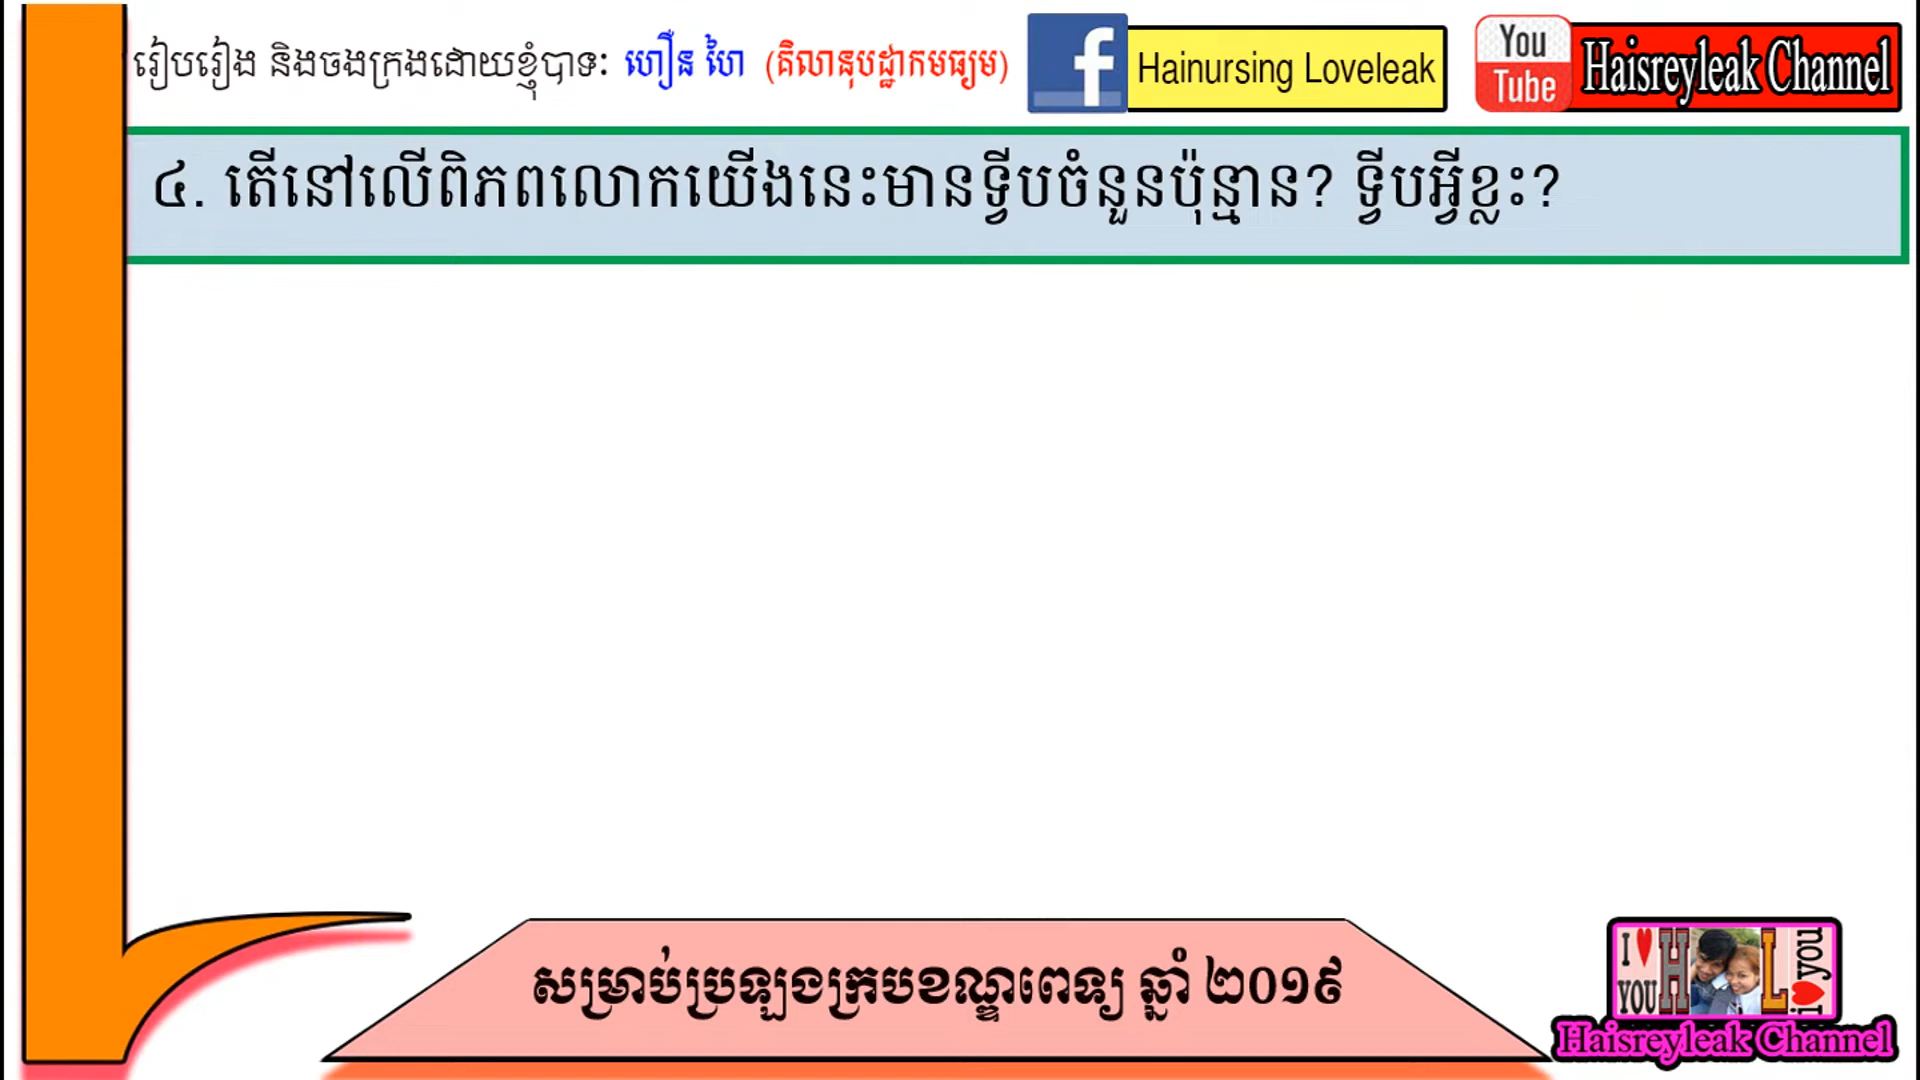 រៀបរៀង និងចងក្រងដោយខ្ញុំបាទៈ ហឿន ហៃ (គិលានុបដ្ឋាកមធ្យម)
Hainursing Loveleak
You
Tube
Haisreyleak Channel
៤. តើនៅលើពិភពលោកយើងនេះមានទ្វីបចំនួនប៉ុន្មាន? ទ្វីបអ្វីខ្លះ?
សម្រាប់ប្រឡងក្របខណ្ឌពេទ្យ ឆ្នាំ ២០១៩
I
YOU
H
L
i
you
Haisreyleak Channel